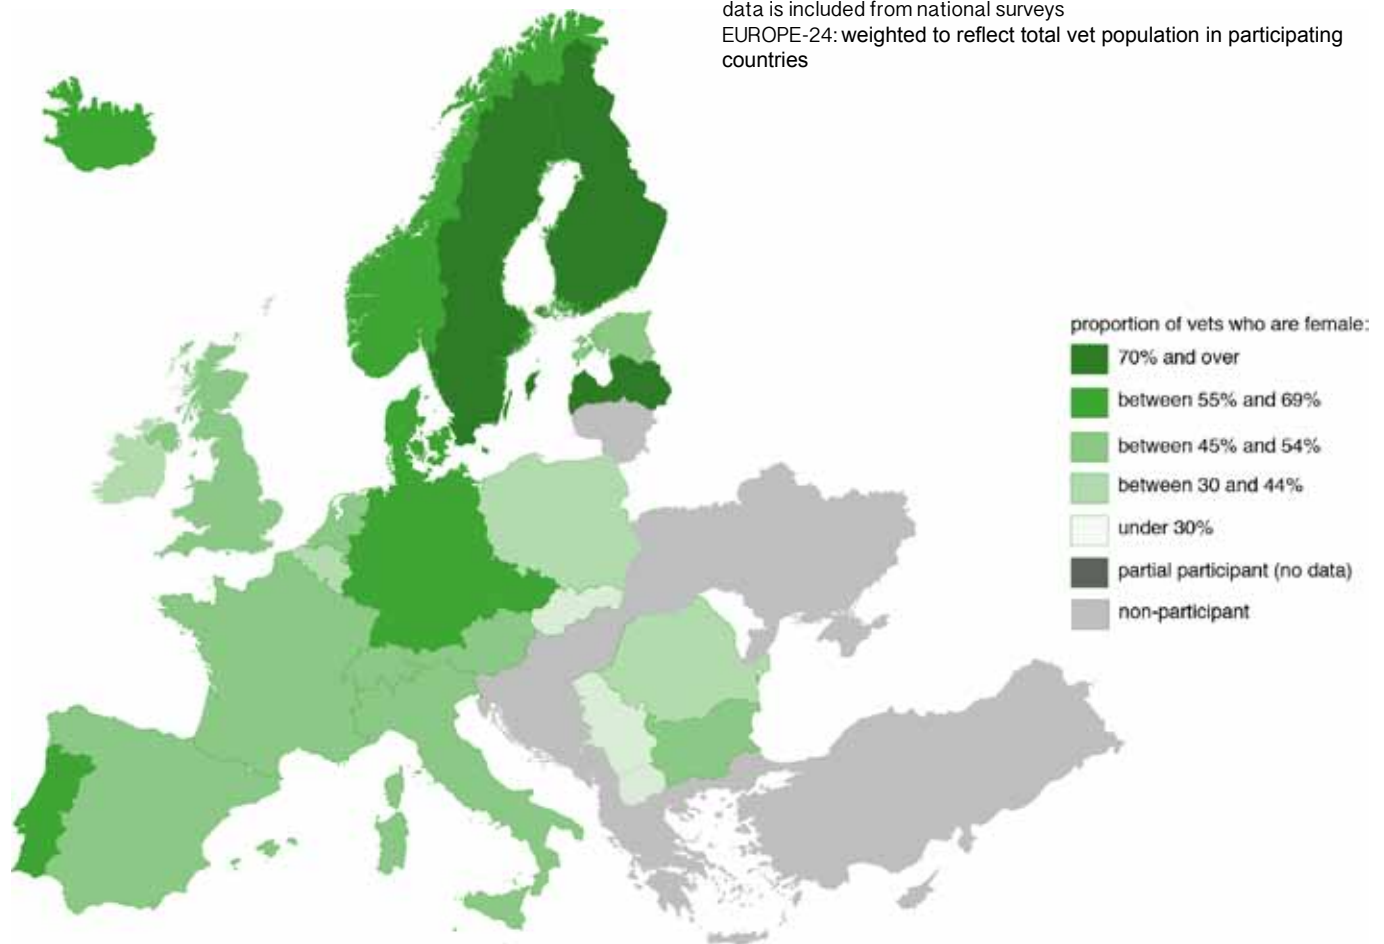 data is included from national surveys
EUROPE-24: weighted to reflect total vet population in participating
countries
proportion of vets who are female:
70% and over
between 55% and 69%
between 45% and 54%
between 30 and 44%
under 30%
partial participant (no data)
non-participant